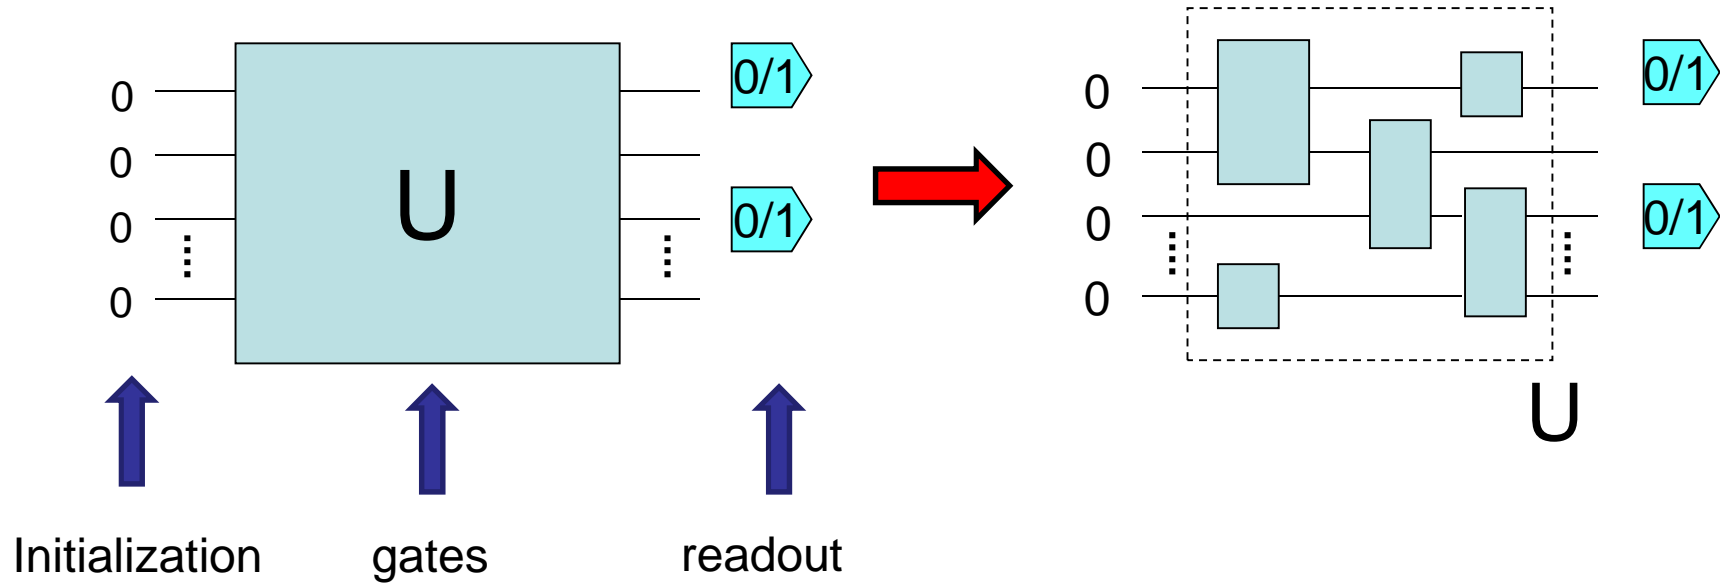 0 0/1 0 0/1
0 0
0 U 0/1 0 0/1
0 0
U
Initialization gates readout